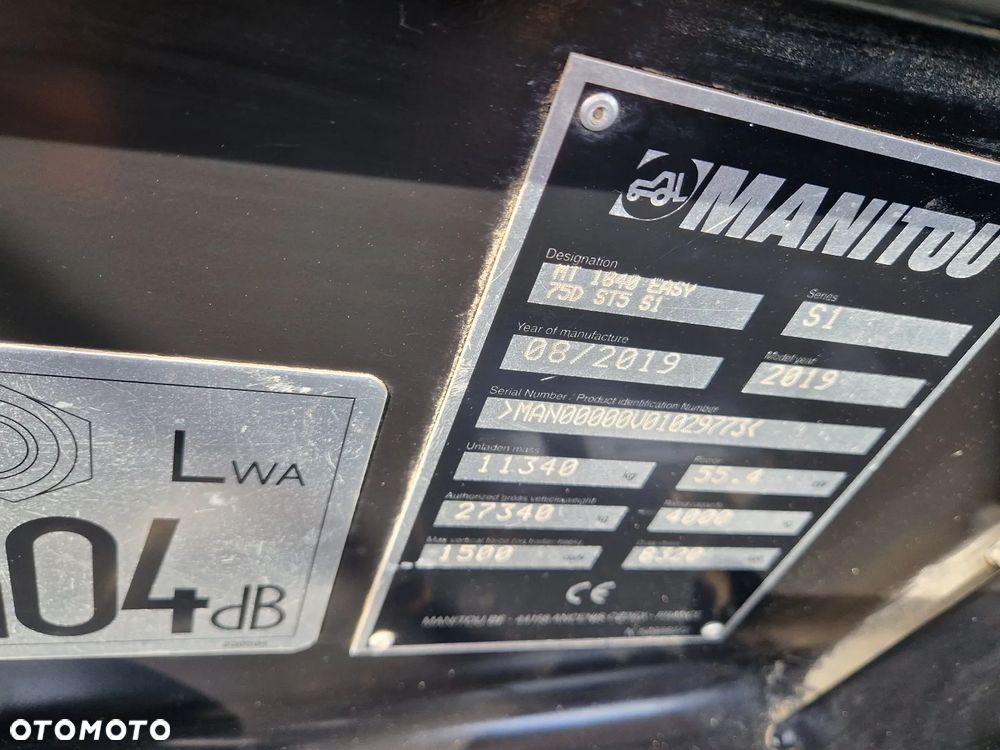 MANITOU
Designation
MT 1840 EASY
75D ST5 S1
Series
S1
Year of manufacture
08/2019
Model year
2019
Serial Number / Product identification Number
Unladen mass
11340 kg
Power
55.4 kW
Authorized gross vehicle weight
27340 kg
4000
1500
8320
CE
FRANCE
LWA
104dB
OTOMOTO